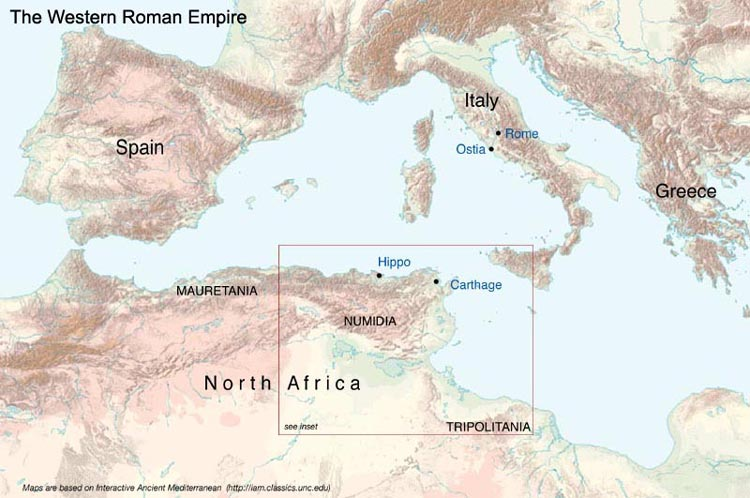 The Western Roman Empire
Italy
Rome
Ostia
Spain
Greece
Hippo
Carthage
MAURETANIA
NUMIDIA
North Africa
see inset
TRIPOLITANIA
Maps are based on Interactive Ancient Mediterranean (http://iam.classics.unc.edu)